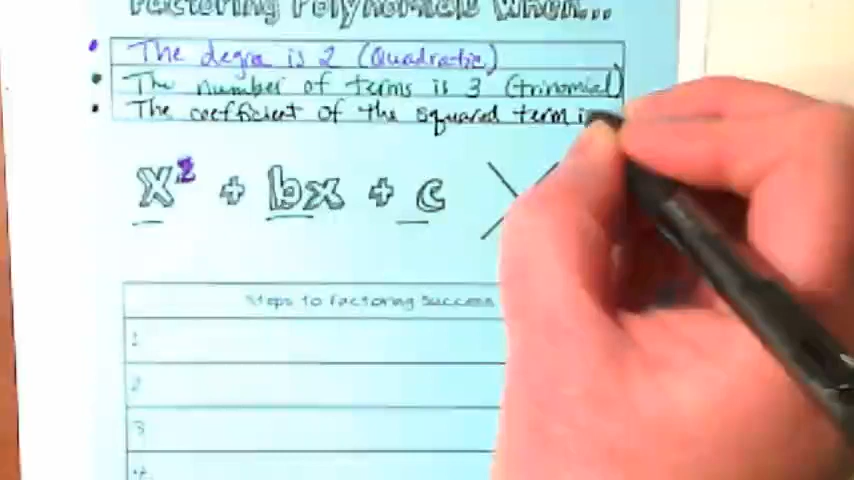 Factoring Polynomials When...
• The degree is 2 (Quadratic)
• The number of terms is 3 (trinomial)
• The coefficient of the squared term i
x² + bx + c
Steps to Factoring Success
1
2
3
4.